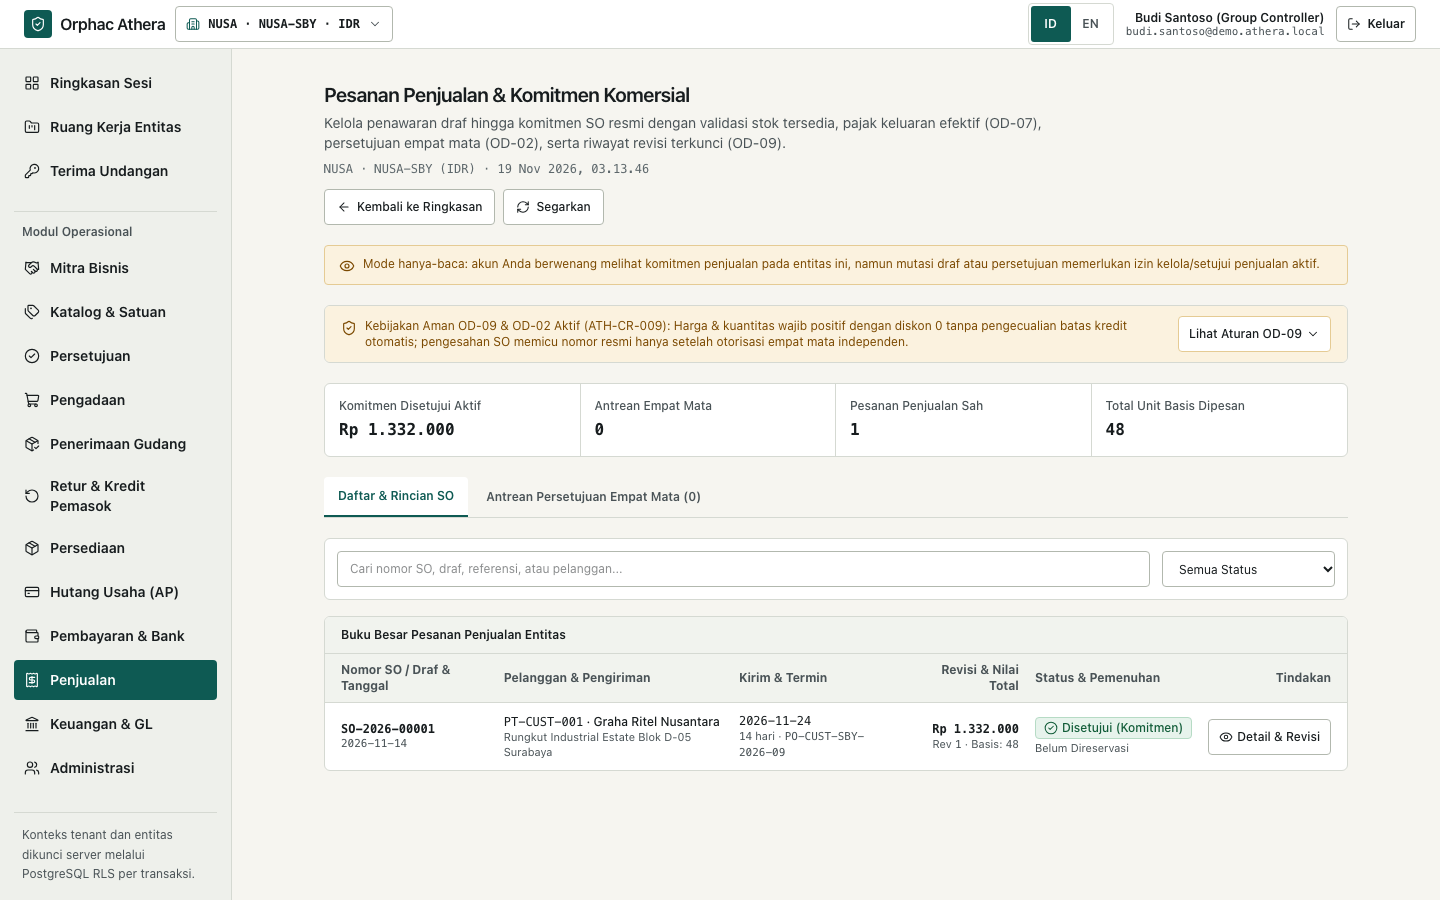 Orphac Athera
NUSA · NUSA-SBY · IDR
ID
EN
Budi Santoso (Group Controller)
budi.santoso@demo.athera.local
Keluar
Ringkasan Sesi
Ruang Kerja Entitas
Terima Undangan
Modul Operasional
Mitra Bisnis
Katalog & Satuan
Persetujuan
Pengadaan
Penerimaan Gudang
Retur & Kredit
Pemasok
Persediaan
Hutang Usaha (AP)
Pembayaran & Bank
Penjualan
Keuangan & GL
Administrasi
Konteks tenant dan entitas
dikunci server melalui
PostgreSQL RLS per transaksi.
Pesanan Penjualan & Komitmen Komersial
Kelola penawaran draf hingga komitmen SO resmi dengan validasi stok tersedia, pajak keluaran efektif (OD-07),
persetujuan empat mata (OD-02), serta riwayat revisi terkunci (OD-09).
NUSA · NUSA-SBY (IDR) · 19 Nov 2026, 03.13.46
Kembali ke Ringkasan
Segarkan
Mode hanya-baca: akun Anda berwenang melihat komitmen penjualan pada entitas ini, namun mutasi draf atau persetujuan memerlukan izin kelola/setujui penjualan aktif.
Kebijakan Aman OD-09 & OD-02 Aktif (ATH-CR-009): Harga & kuantitas wajib positif dengan diskon 0 tanpa pengecualian batas kredit
otomatis; pengesahan SO memicu nomor resmi hanya setelah otorisasi empat mata independen.
Lihat Aturan OD-09
Komitmen Disetujui Aktif
Rp 1.332.000
Antrean Empat Mata
0
Pesanan Penjualan Sah
1
Total Unit Basis Dipesan
48
Daftar & Rincian SO
Antrean Persetujuan Empat Mata (0)
Cari nomor SO, draf, referensi, atau pelanggan...
Semua Status
Buku Besar Pesanan Penjualan Entitas
Nomor SO / Draf &
Tanggal
Pelanggan & Pengiriman
Kirim & Termin
Revisi & Nilai
Total
Status & Pemenuhan
Tindakan
SO-2026-00001
2026-11-14
PT-CUST-001 · Graha Ritel Nusantara
Rungkut Industrial Estate Blok D-05
Surabaya
2026-11-24
14 hari · PO-CUST-SBY-
2026-09
Rp 1.332.000
Rev 1 · Basis: 48
Disetujui (Komitmen)
Belum Direservasi
Detail & Revisi